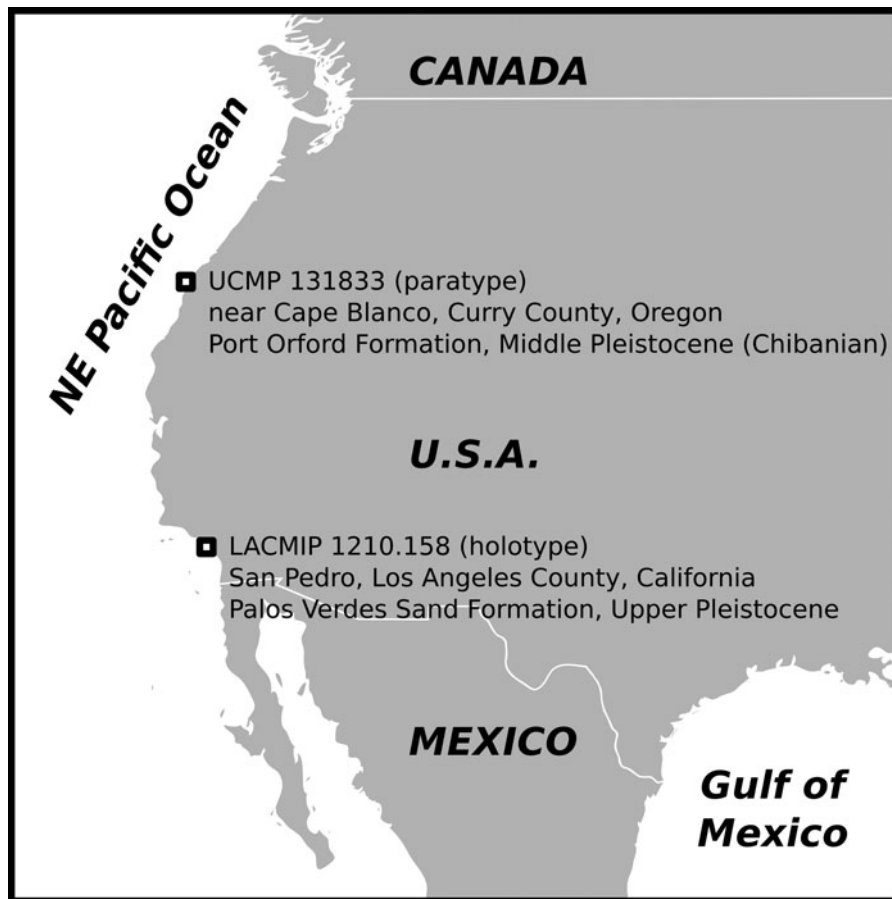 CANADA
NE Pacific Ocean
UCMP 131833 (paratype)
near Cape Blanco, Curry County, Oregon
Port Orford Formation, Middle Pleistocene (Chibanian)
U.S.A.
LACMIP 1210.158 (holotype)
San Pedro, Los Angeles County, California
Palos Verdes Sand Formation, Upper Pleistocene
MEXICO
Gulf of
Mexico